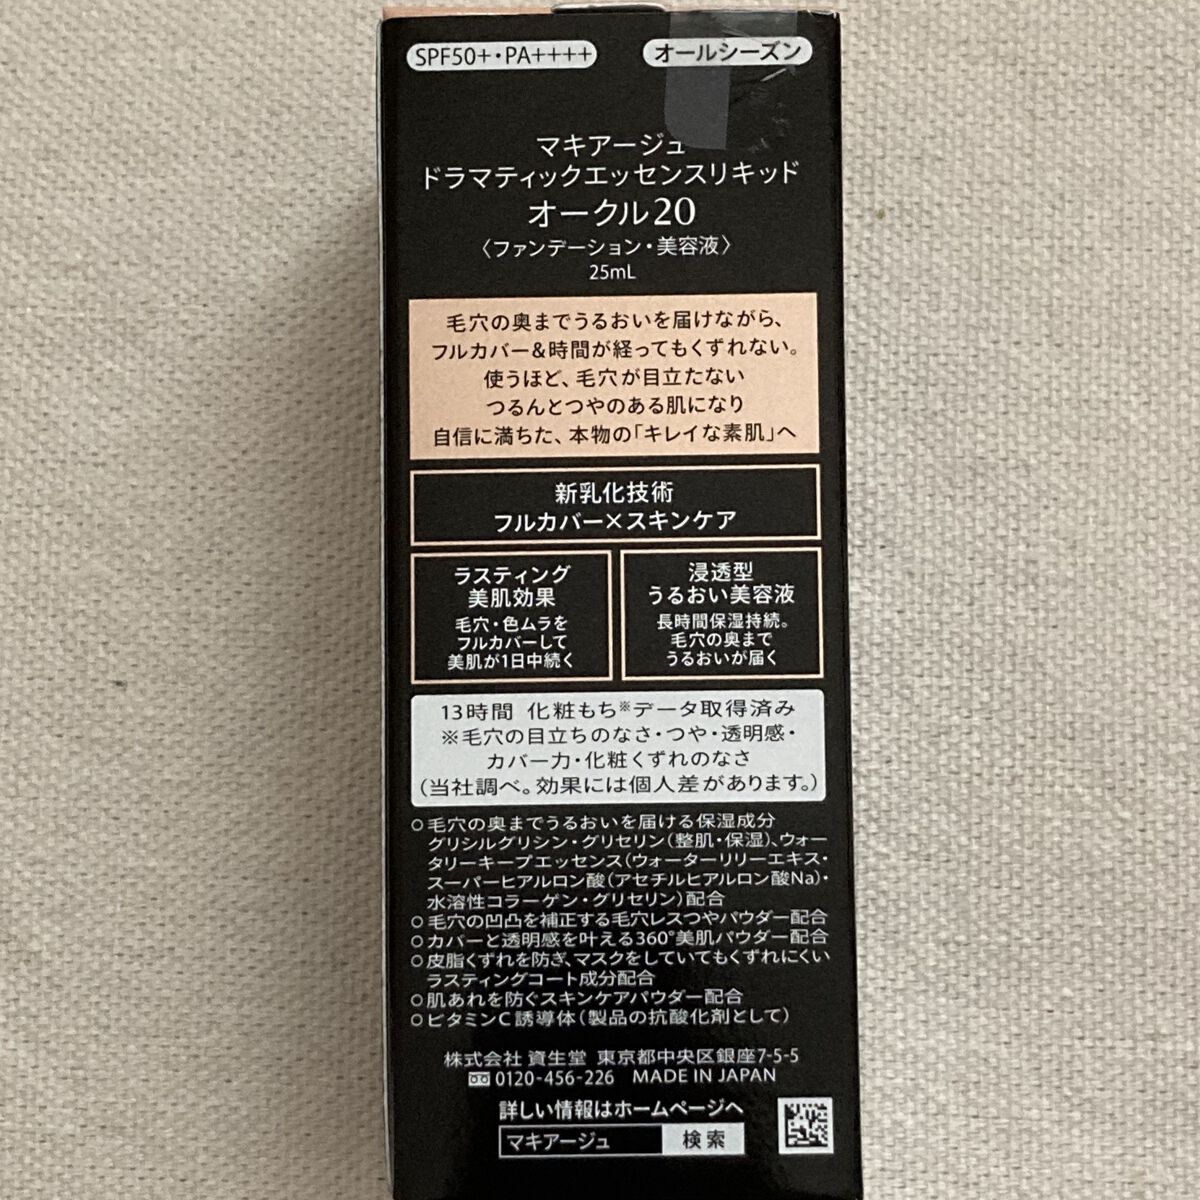 SPF50+・PA++++
オールシーズン
マキアージュ
ドラマティックエッセンスリキッド
オークル20
〈ファンデーション・美容液〉
25mL
毛穴の奥までうるおいを届けながら、
フルカバー&時間が経ってもくずれない。
使うほど、毛穴が目立たない
つるんとつやのある肌になり
自信に満ちた、本物の「キレイな素肌」へ
新乳化技術
フルカバー×スキンケア
ラスティング
美肌効果
毛穴・色ムラを
フルカバーして
美肌が1日中続く
浸透型
うるおい美容液
長時間保湿持続。
毛穴の奥まで
うるおいが届く
13時間 化粧もち※データ取得済み
※毛穴の目立ちのなさ・つや・透明感・
カバー力・化粧くずれのなさ
(当社調べ。効果には個人差があります。)
○毛穴の奥までうるおいを届ける保湿成分
グリシルグリシン・グリセリン(整肌・保湿)、ウォー
タリーキープエッセンス(ウォーターリリーエキス・
スーパーヒアルロン酸(アセチルヒアルロン酸Na)・
水溶性コラーゲン・グリセリン)配合
○毛穴の凹凸を補正する毛穴レスつやパウダー配合
○カバーと透明感を叶える360°美肌パウダー配合
○皮脂くずれを防ぎ、マスクをしていてもくずれにくい
ラスティングコート成分配合
○肌あれを防ぐスキンケアパウダー配合
○ビタミンC誘導体(製品の抗酸化剤として)
株式会社 資生堂 東京都中央区銀座7-5-5
0120-456-226 MADE IN JAPAN
詳しい情報はホームページへ
マキアージュ 検索